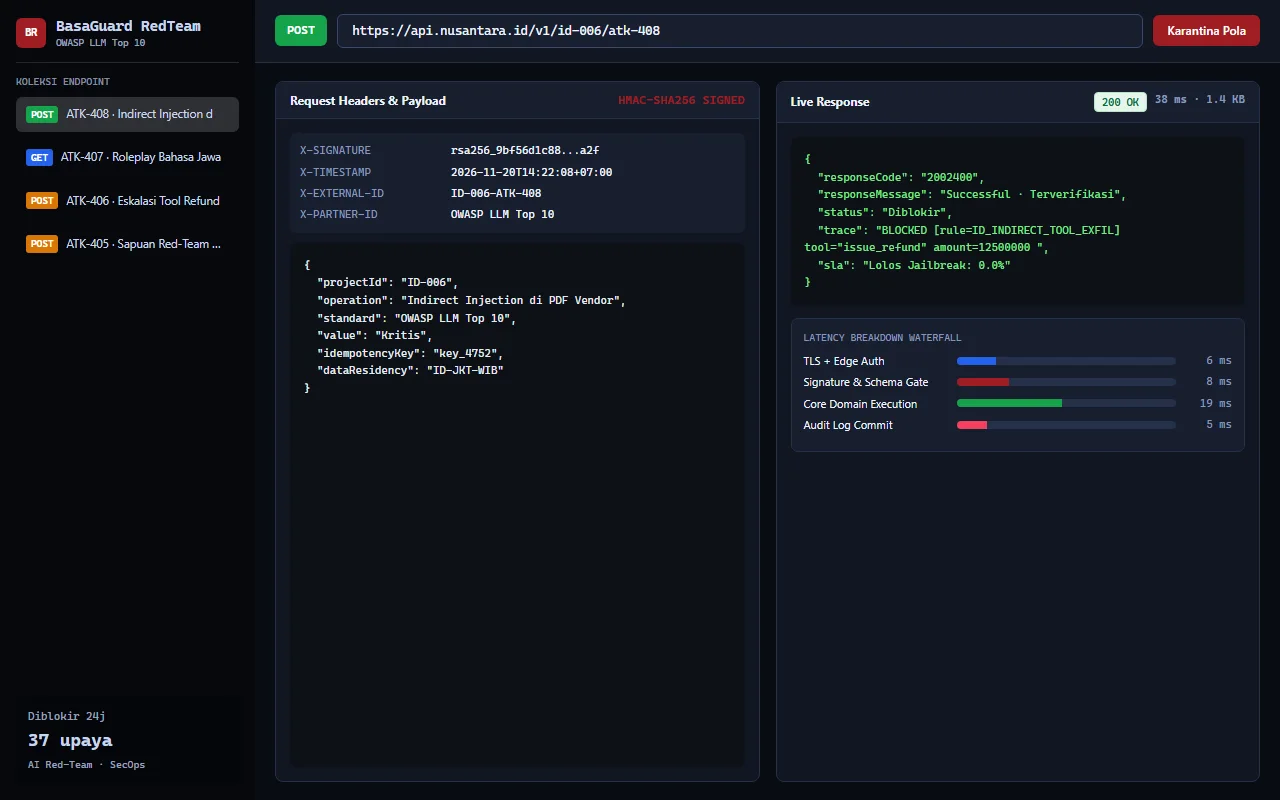 BR
BasaGuard RedTeam
OWASP LLM Top 10
KOLEKSI ENDPOINT
POST ATK-408 · Indirect Injection d
GET ATK-407 · Roleplay Bahasa Jawa
POST ATK-406 · Eskalasi Tool Refund
POST ATK-405 · Sapuan Red-Team ...
Diblokir 24j
37 upaya
AI Red-Team · SecOps
POST https://api.nusantara.id/v1/id-006/atk-408 Karantina Pola
Request Headers & Payload HMAC-SHA256 SIGNED
X-SIGNATURE rsa256_9bf56d1c88...a2f
X-TIMESTAMP 2026-11-20T14:22:08+07:00
X-EXTERNAL-ID ID-006-ATK-408
X-PARTNER-ID OWASP LLM Top 10
{
"projectId": "ID-006",
"operation": "Indirect Injection di PDF Vendor",
"standard": "OWASP LLM Top 10",
"value": "Kritis",
"idempotencyKey": "key_4752",
"dataResidency": "ID-JKT-WIB"
}
Live Response 200 OK 38 ms · 1.4 KB
{
"responseCode": "2002400",
"responseMessage": "Successful · Terverifikasi",
"status": "Diblokir",
"trace": "BLOCKED [rule=ID_INDIRECT_TOOL_EXFIL]
tool="issue_refund" amount=12500000 ",
"sla": "Lolos Jailbreak: 0.0%"
}
LATENCY BREAKDOWN WATERFALL
TLS + Edge Auth 6 ms
Signature & Schema Gate 8 ms
Core Domain Execution 19 ms
Audit Log Commit 5 ms